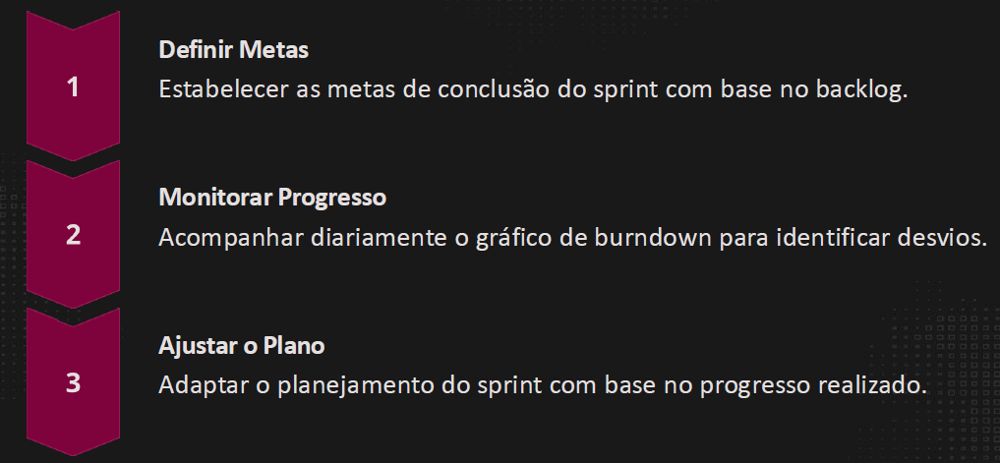 1
Definir Metas
Estabelecer as metas de conclusão do sprint com base no backlog.
2
Monitorar Progresso
Acompanhar diariamente o gráfico de burndown para identificar desvios.
3
Ajustar o Plano
Adaptar o planejamento do sprint com base no progresso realizado.